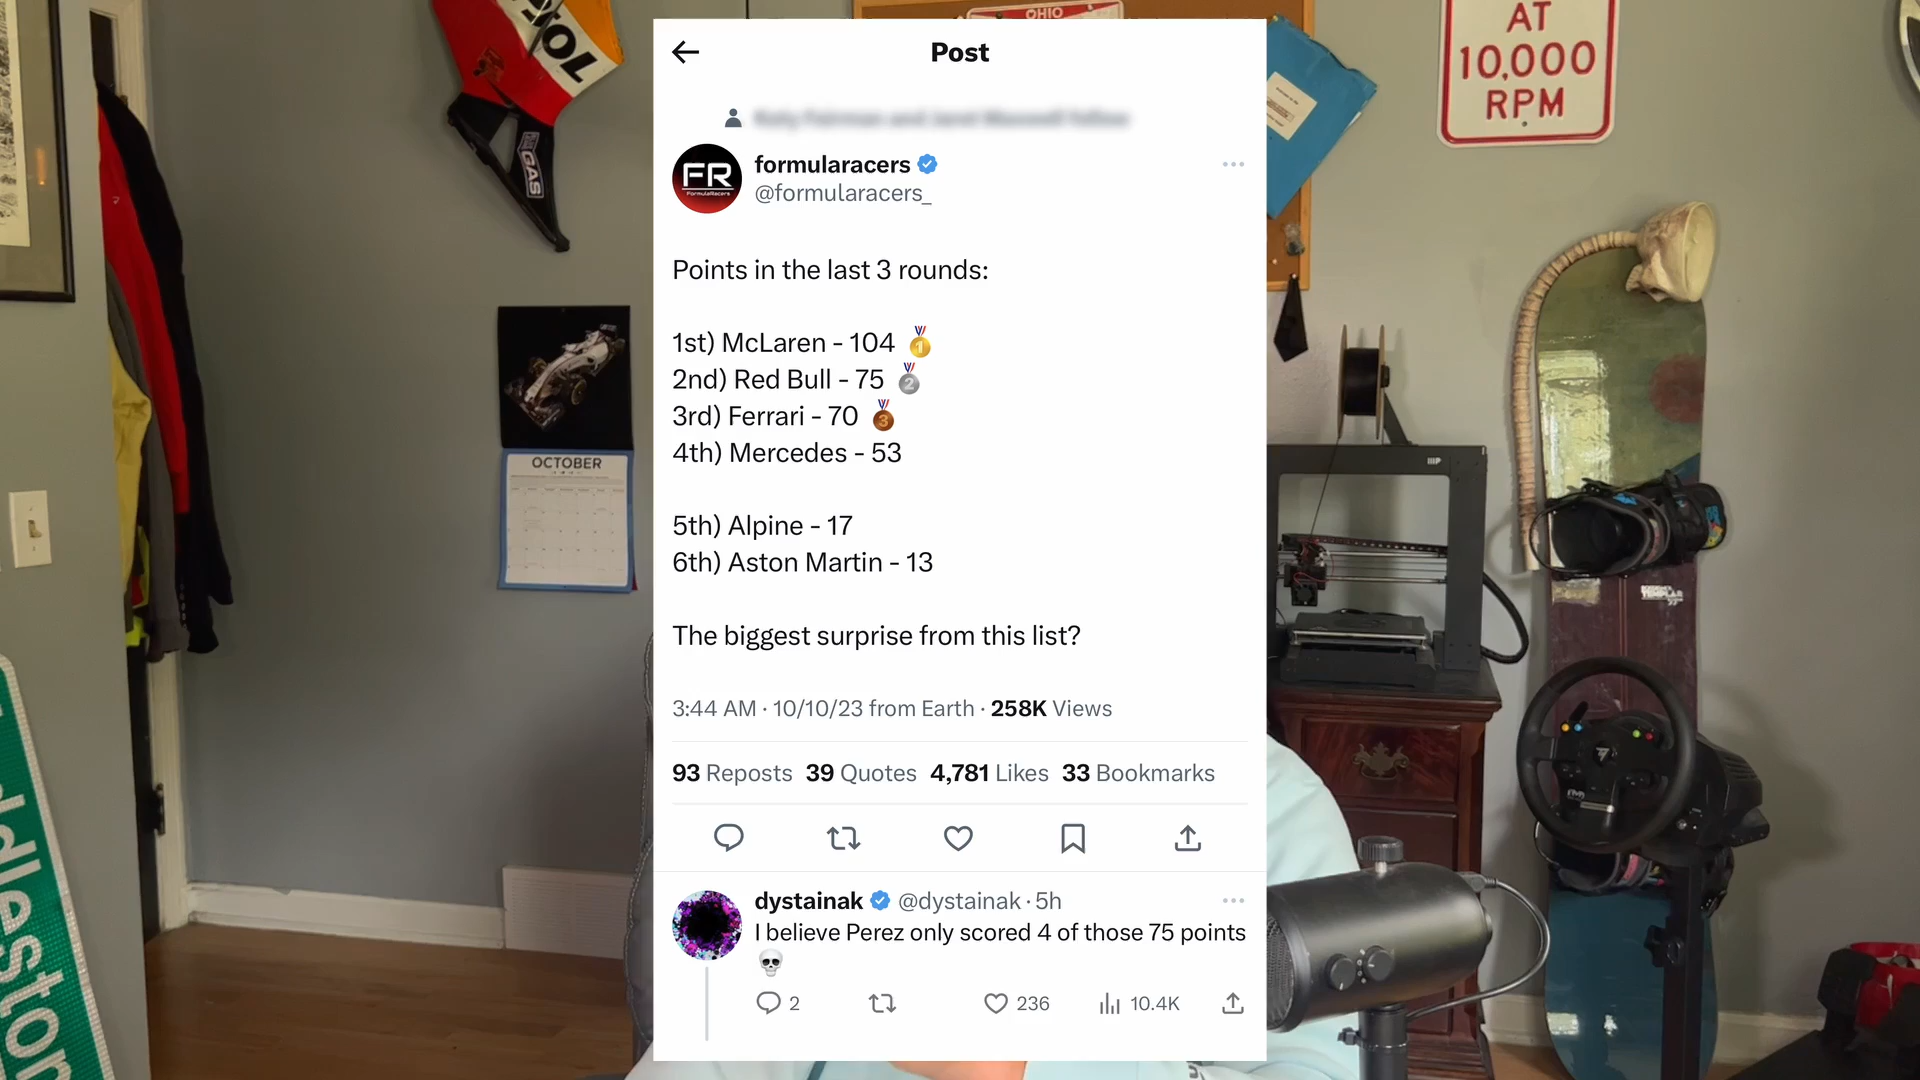 SOL
GAS
OHIO
AT
10,000
RPM
OCTOBER
Post
FR
FormulaRacers
formularacers
@formularacers_
Points in the last 3 rounds:
1st) McLaren - 104 🥇
2nd) Red Bull - 75 🥈
3rd) Ferrari - 70 🥉
4th) Mercedes - 53
5th) Alpine - 17
6th) Aston Martin - 13
The biggest surprise from this list?
3:44 AM · 10/10/23 from Earth · 258K Views
93 Reposts 39 Quotes 4,781 Likes 33 Bookmarks
dystainak @dystainak · 5h
I believe Perez only scored 4 of those 75 points
💀
2 236 10.4K
dleston